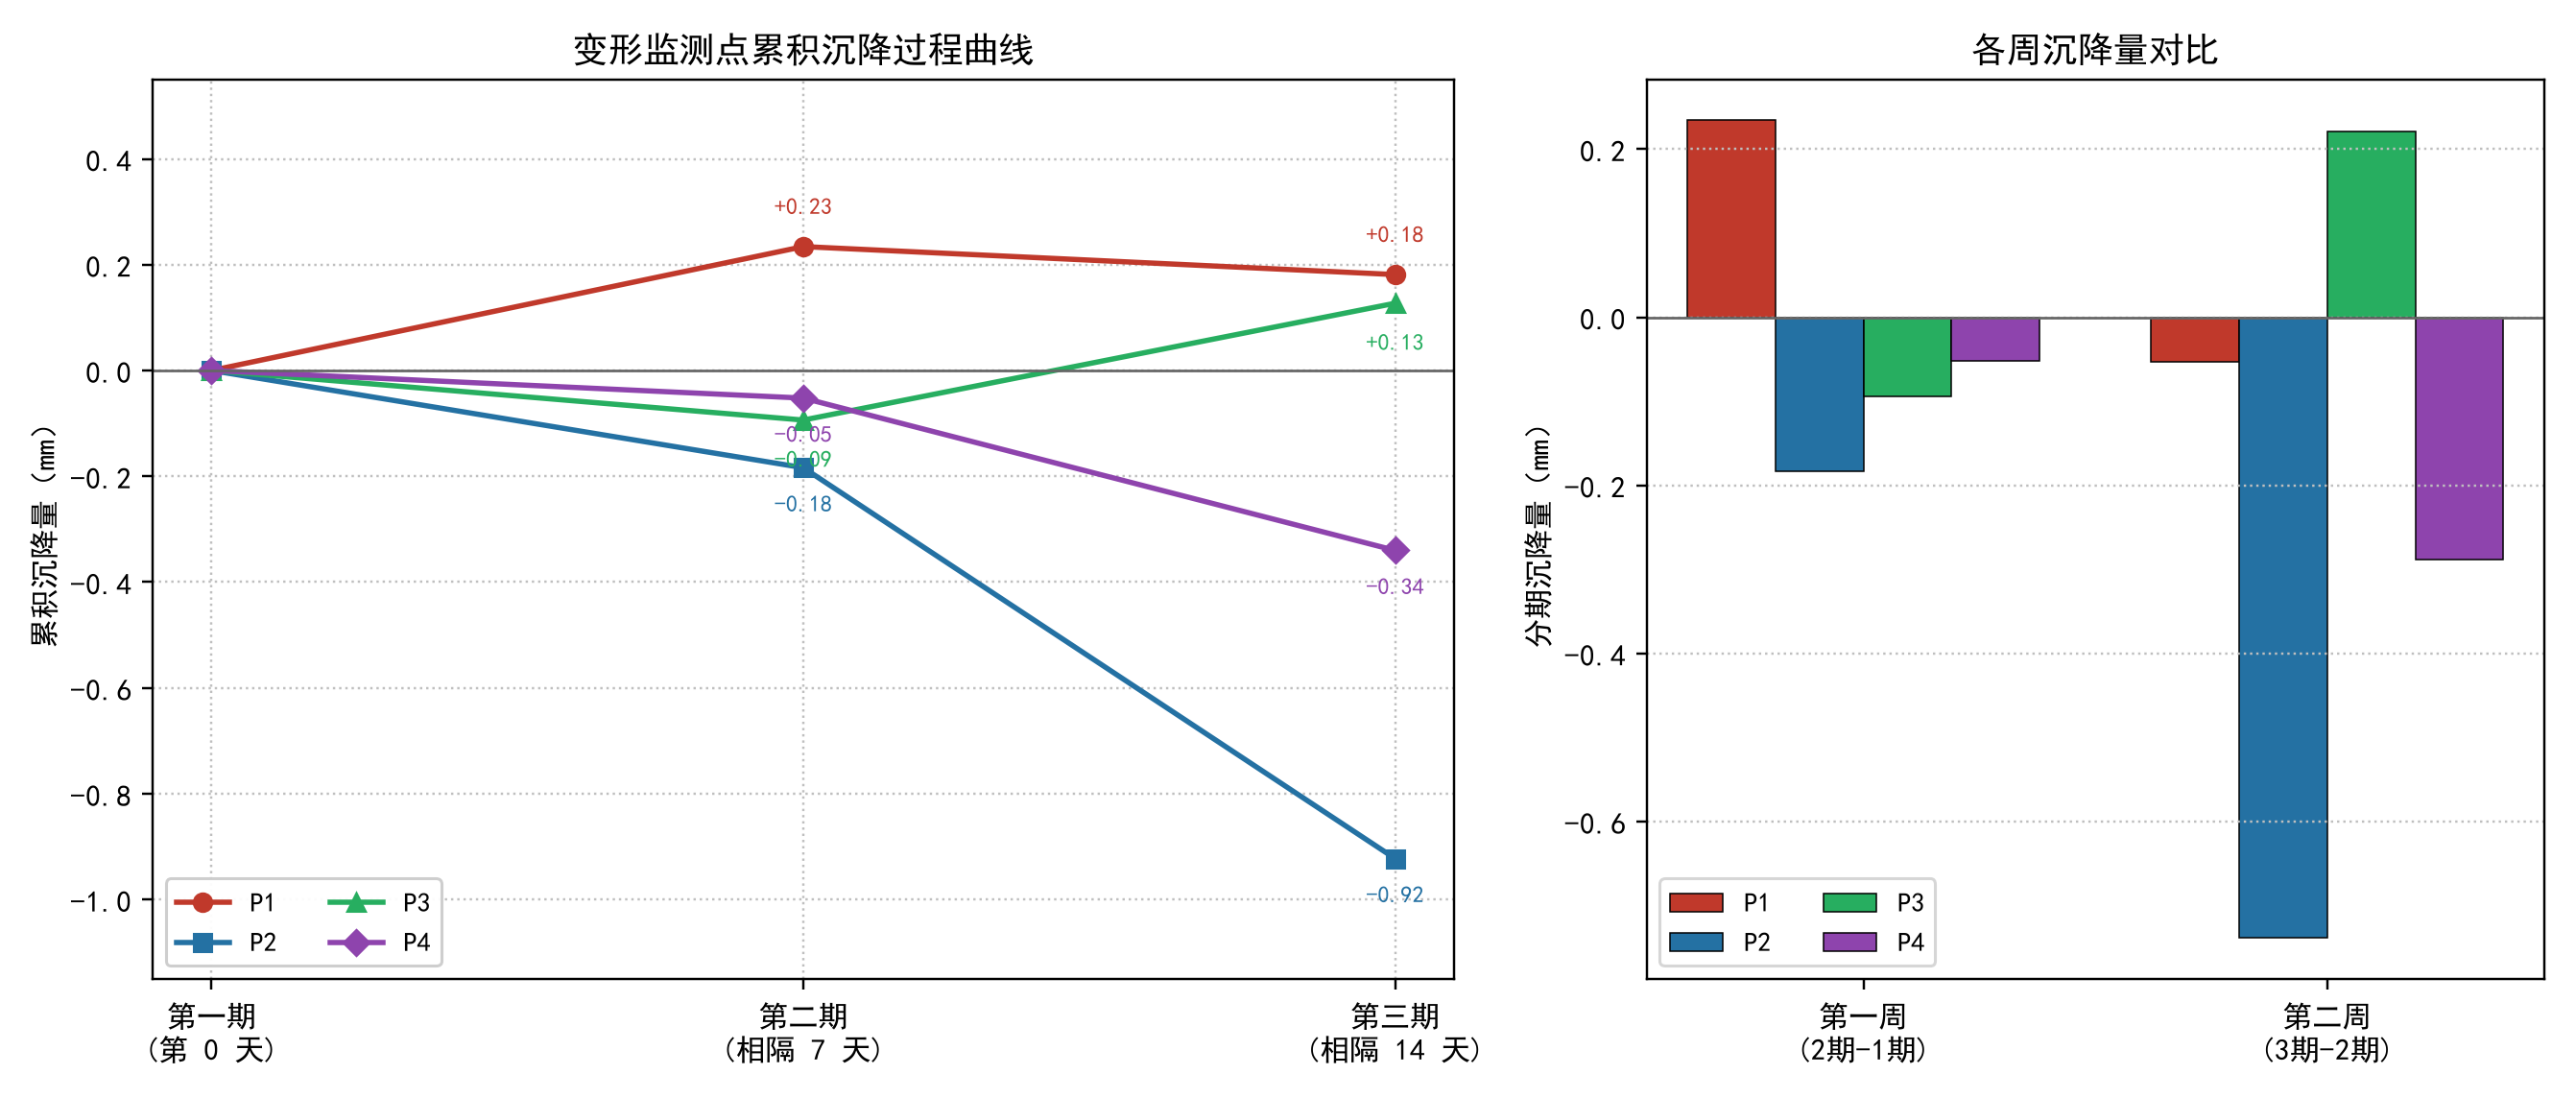 变形监测点累积沉降过程曲线
累积沉降量 (mm)
0.4
0.2
0.0
−0.2
−0.4
−0.6
−0.8
−1.0
+0.23
+0.18
+0.13
−0.05
−0.09
−0.18
−0.34
−0.92
P1
P2
P3
P4
第一期
(第 0 天)
第二期
(相隔 7 天)
第三期
(相隔 14 天)
各周沉降量对比
分期沉降量 (mm)
0.2
0.0
−0.2
−0.4
−0.6
P1
P2
P3
P4
第一周
(2期−1期)
第二周
(3期−2期)